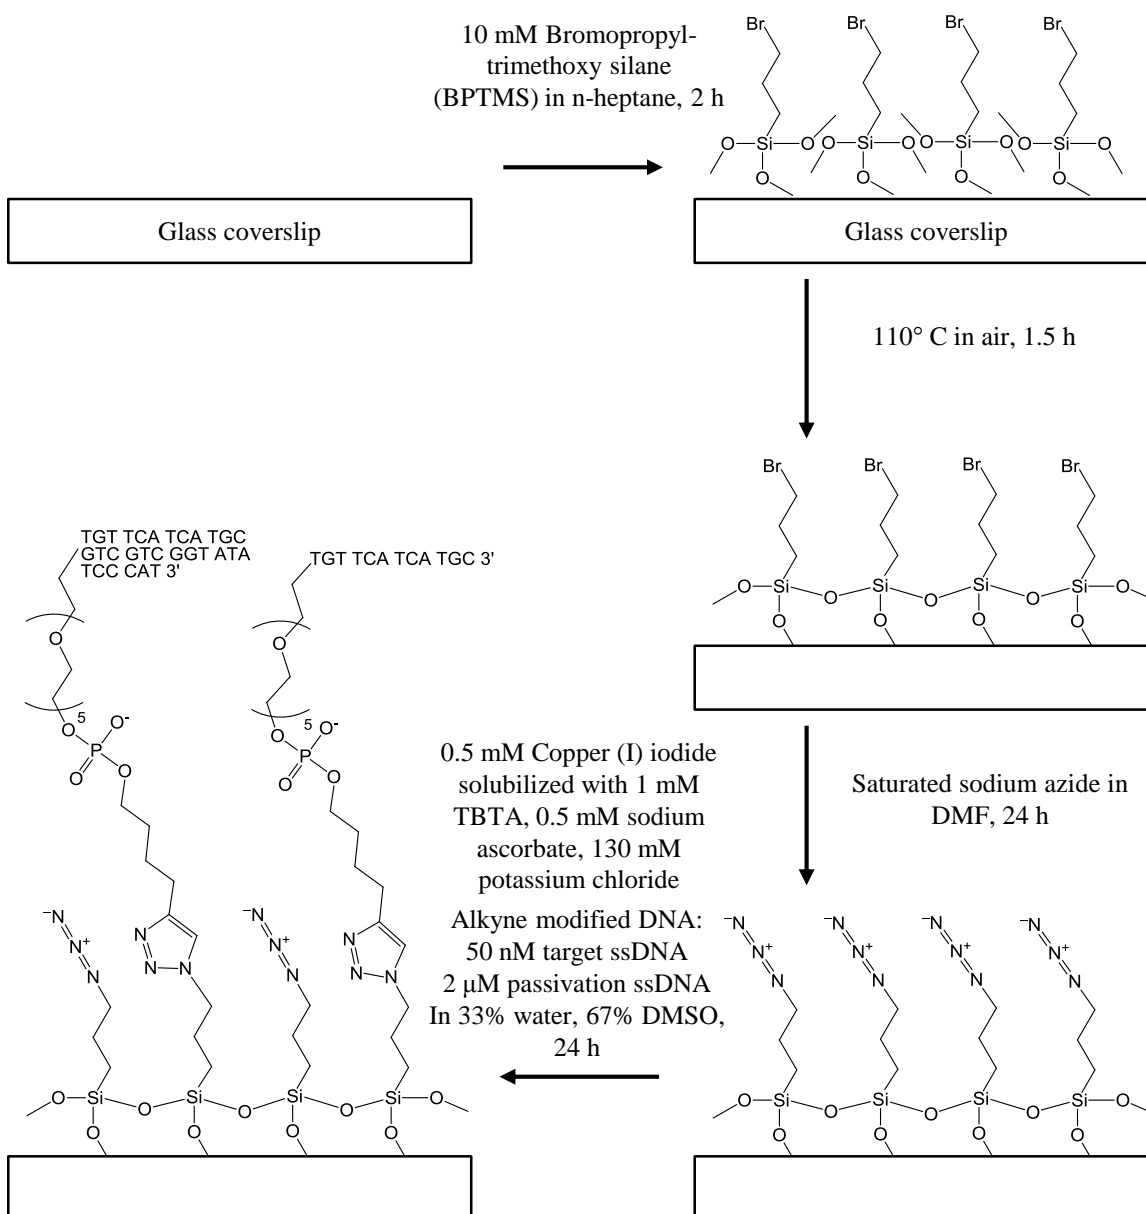 10 mM Bromopropyl-
trimethoxy silane
(BPTMS) in n-heptane, 2 h
Br Br Br Br
O Si O O Si O O Si O O Si O
O O O O
Glass coverslip
Glass coverslip
110° C in air, 1.5 h
Br Br Br Br
O Si O Si O Si O Si O
O O O O
TGT TCA TCA TGC
GTC GTC GGT ATA
TCC CAT 3'
TGT TCA TCA TGC 3'
O O
5 5
O O⁻ O O⁻
P P
O O O O
0.5 mM Copper (I) iodide
solubilized with 1 mM
TBTA, 0.5 mM sodium
ascorbate, 130 mM
potassium chloride
Alkyne modified DNA:
50 nM target ssDNA
2 μM passivation ssDNA
In 33% water, 67% DMSO,
24 h
Saturated sodium azide in
DMF, 24 h
⁻N ⁻N ⁻N ⁻N
N⁺ N⁺ N⁺ N⁺
N N N N
⁻N N ⁻N N
N⁺ N N N⁺ N N
N N
O Si O Si O Si O Si O
O O O O
O Si O Si O Si O Si O
O O O O